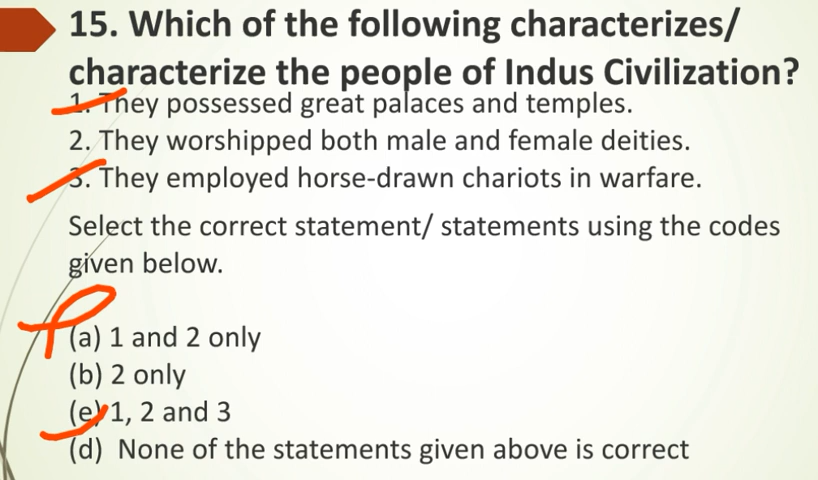 15. Which of the following characterizes/
characterize the people of Indus Civilization?
1. They possessed great palaces and temples.
2. They worshipped both male and female deities.
3. They employed horse-drawn chariots in warfare.
Select the correct statement/ statements using the codes
given below.
(a) 1 and 2 only
(b) 2 only
(e) 1, 2 and 3
(d) None of the statements given above is correct